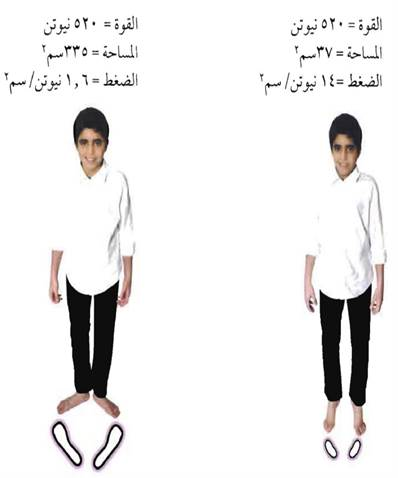 القوة = ٥٢٠ نيوتن
المساحة = ٣٧سم٢
الضغط =١٤ نيوتن/ سم٢
القوة = ٥٢٠ نيوتن
المساحة = ٣٣٥سم٢
الضغط = ١,٦ نيوتن/ سم٢